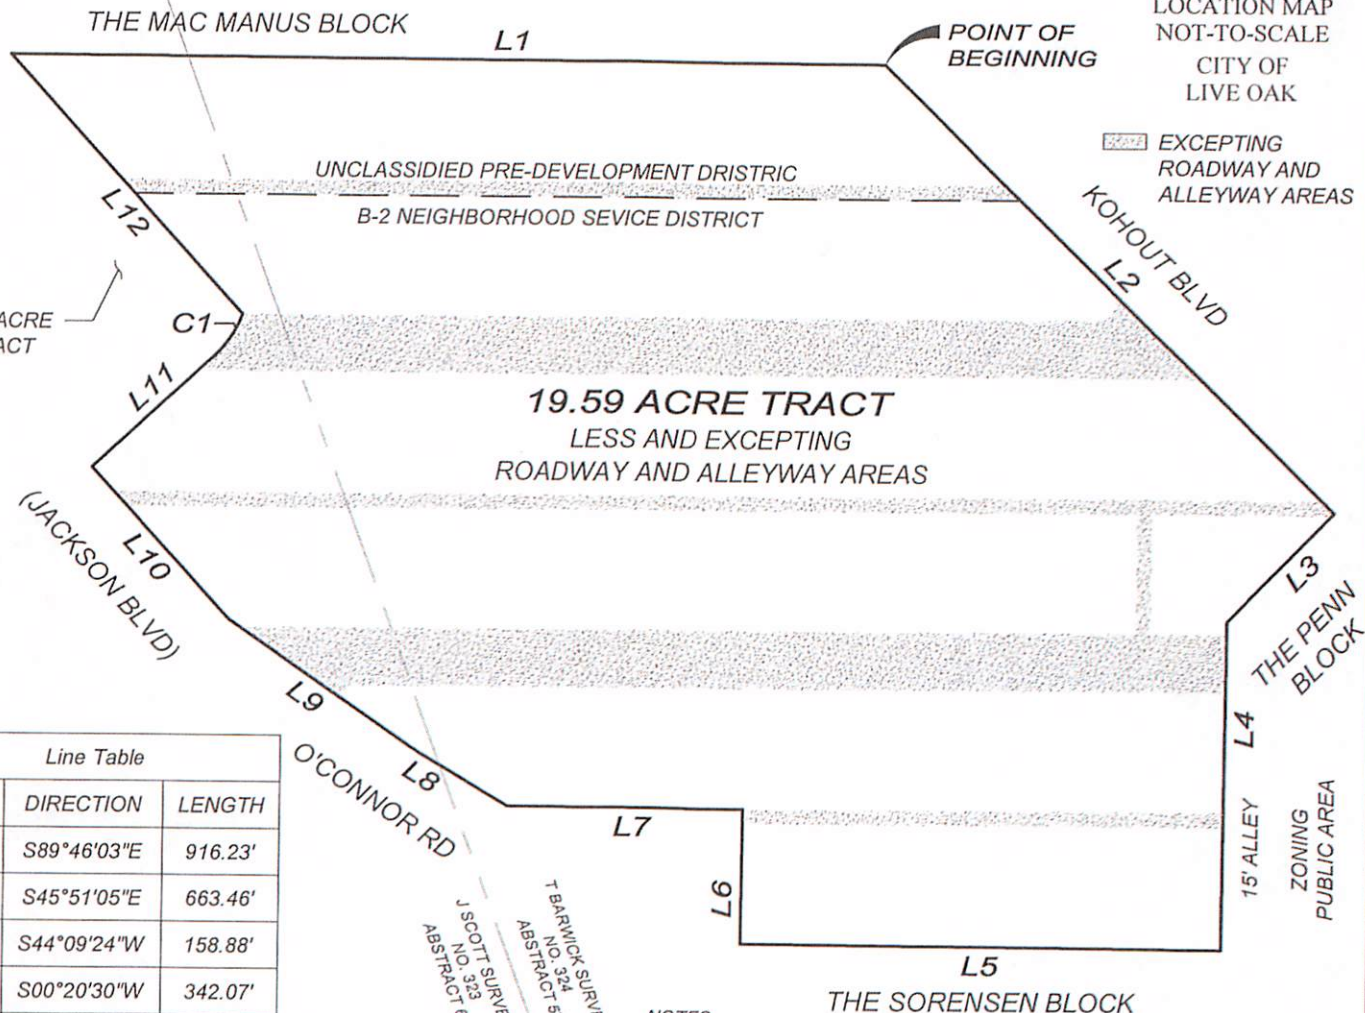 THE MAC MANUS BLOCK
L1
POINT OF
BEGINNING
LOCATION MAP
NOT-TO-SCALE
CITY OF
LIVE OAK
EXCEPTING
ROADWAY AND
ALLEYWAY AREAS
UNCLASSIDIED PRE-DEVELOPMENT DRISTRIC
B-2 NEIGHBORHOOD SEVICE DISTRICT
L12
KOHOUT BLVD
L2
ACRE
C1
L11
19.59 ACRE TRACT
LESS AND EXCEPTING
ROADWAY AND ALLEYWAY AREAS
(JACKSON BLVD)
L10
L3
THE PENN
BLOCK
L9
L8
O'CONNOR RD
L7
L6
L4
15' ALLEY
ZONING
PUBLIC AREA
L5
THE SORENSEN BLOCK
J SCOTT
NO. 323
ABSTRACT
T BARWICK
NO. 324
ABSTRACT
Line Table
DIRECTION LENGTH
S89°46'03"E 916.23'
S45°51'05"E 663.46'
S44°09'24"W 158.88'
S00°20'30"W 342.07'